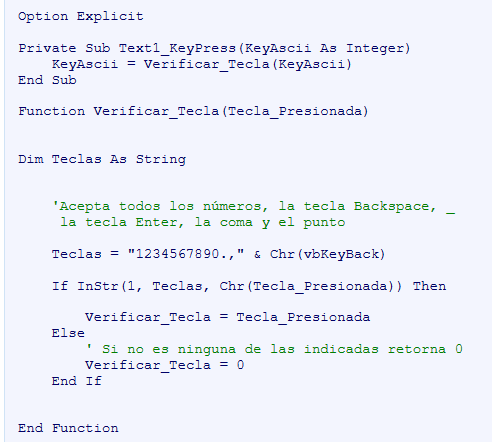 Option Explicit
Private Sub Text1_KeyPress(KeyAscii As Integer)
    KeyAscii = Verificar_Tecla(KeyAscii)
End Sub
Function Verificar_Tecla(Tecla_Presionada)
Dim Teclas As String
    'Acepta todos los números, la tecla Backspace, _
     la tecla Enter, la coma y el punto
    Teclas = "1234567890.," & Chr(vbKeyBack)
    If InStr(1, Teclas, Chr(Tecla_Presionada)) Then
        Verificar_Tecla = Tecla_Presionada
    Else
        ' Si no es ninguna de las indicadas retorna 0
        Verificar_Tecla = 0
    End If
End Function